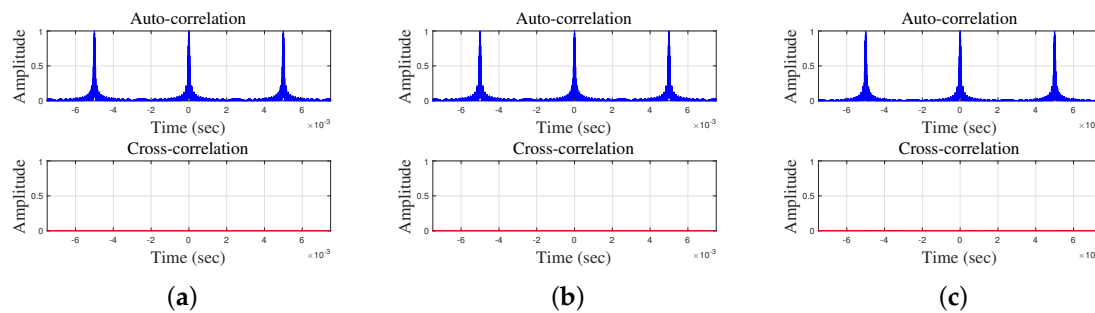 Auto-correlation
Amplitude
1
0.5
0
-6 -4 -2 0 2 4 6
Time (sec)
×10⁻³
Cross-correlation
Amplitude
1
0.5
0
-6 -4 -2 0 2 4 6
Time (sec)
×10⁻³
(a)
Auto-correlation
Amplitude
1
0.5
0
-6 -4 -2 0 2 4 6
Time (sec)
×10⁻³
Cross-correlation
Amplitude
1
0.5
0
-6 -4 -2 0 2 4 6
Time (sec)
×10⁻³
(b)
Auto-correlation
Amplitude
1
0.5
0
-6 -4 -2 0 2 4 6
Time (sec)
×10
Cross-correlation
Amplitude
1
0.5
0
-6 -4 -2 0 2 4 6
Time (sec)
×10
(c)